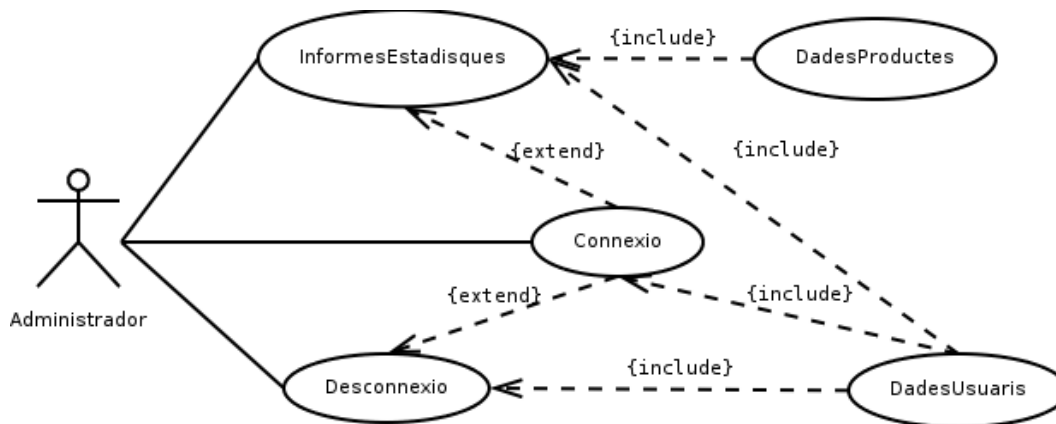 InformesEstadisques
{include}
DadesProductes
{extend}
{include}
Connexio
{extend}
{include}
Administrador
Desconnexio
{include}
DadesUsuaris